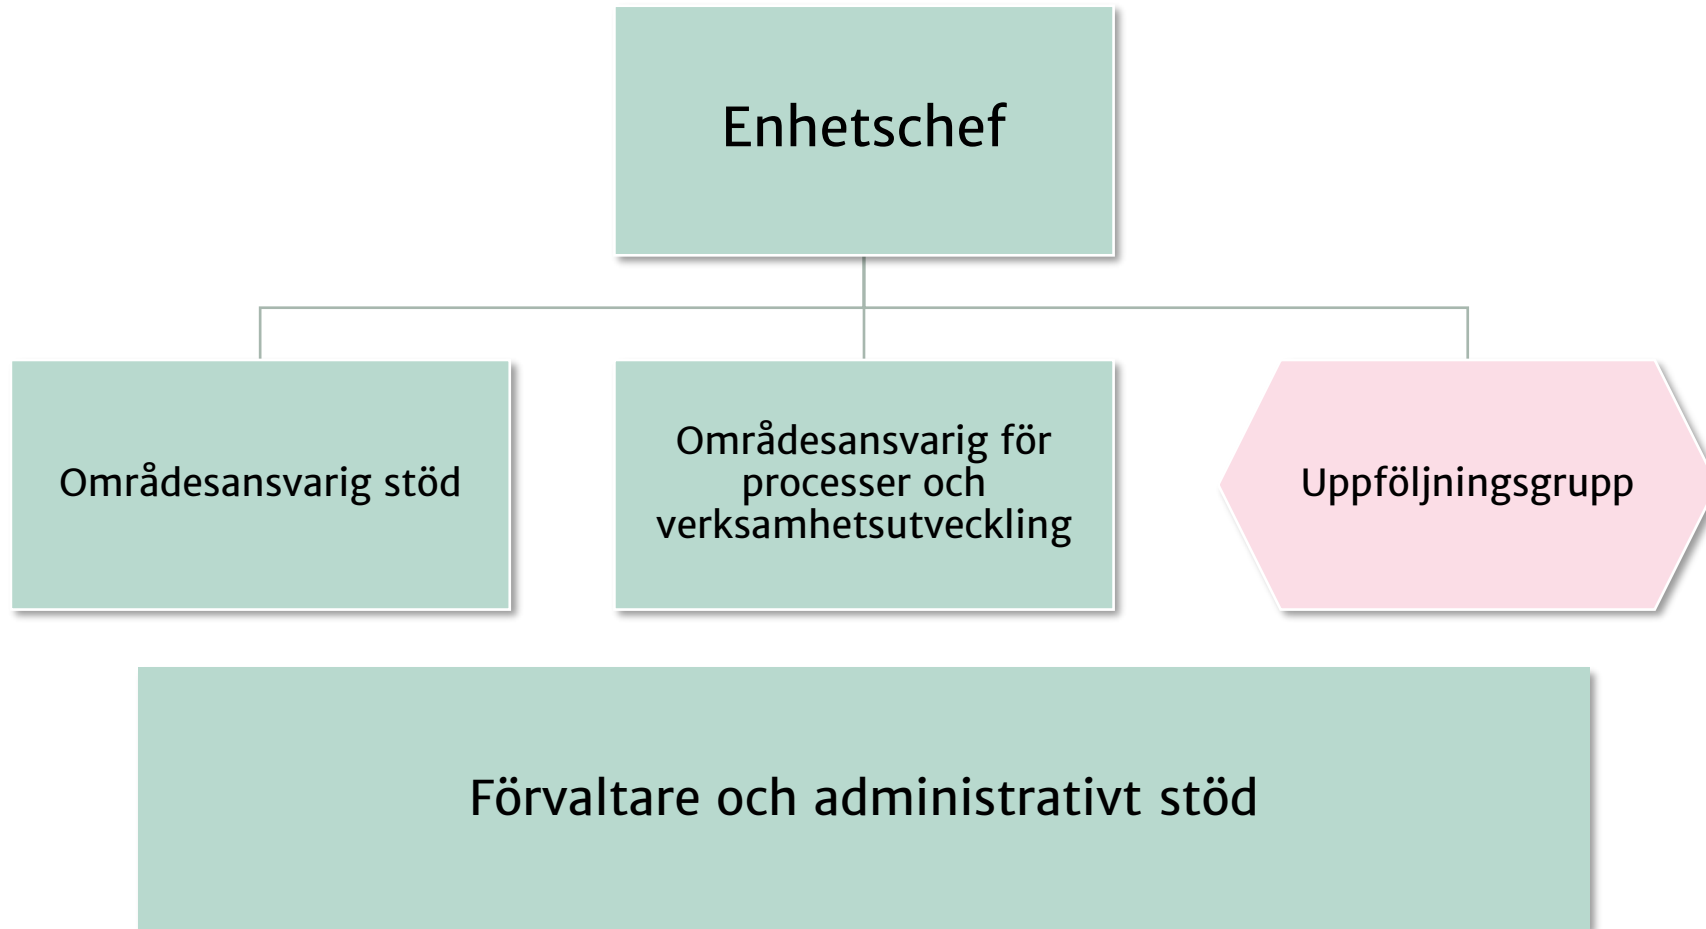 Enhetschef
Områdesansvarig stöd
Områdesansvarig för
processer och
verksamhetsutveckling
Uppföljningsgrupp
Förvaltare och administrativt stöd